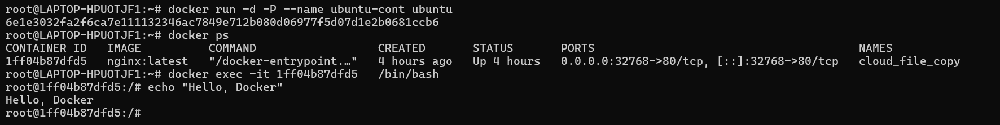 root@LAPTOP-HPUOTJF1:~# docker run -d -P --name ubuntu-cont ubuntu
6e1e3032fa2f6ca7e111132346ac7849e712b080d06977f5d07d1e2b0681ccb6
root@LAPTOP-HPUOTJF1:~# docker ps
CONTAINER ID   IMAGE          COMMAND                  CREATED       STATUS       PORTS                                       NAMES
1ff04b87dfd5   nginx:latest   "/docker-entrypoint.…"   4 hours ago   Up 4 hours   0.0.0.0:32768->80/tcp, [::]:32768->80/tcp   cloud_file_copy
root@LAPTOP-HPUOTJF1:~# docker exec -it 1ff04b87dfd5   /bin/bash
root@1ff04b87dfd5:/# echo "Hello, Docker"
Hello, Docker
root@1ff04b87dfd5:/#